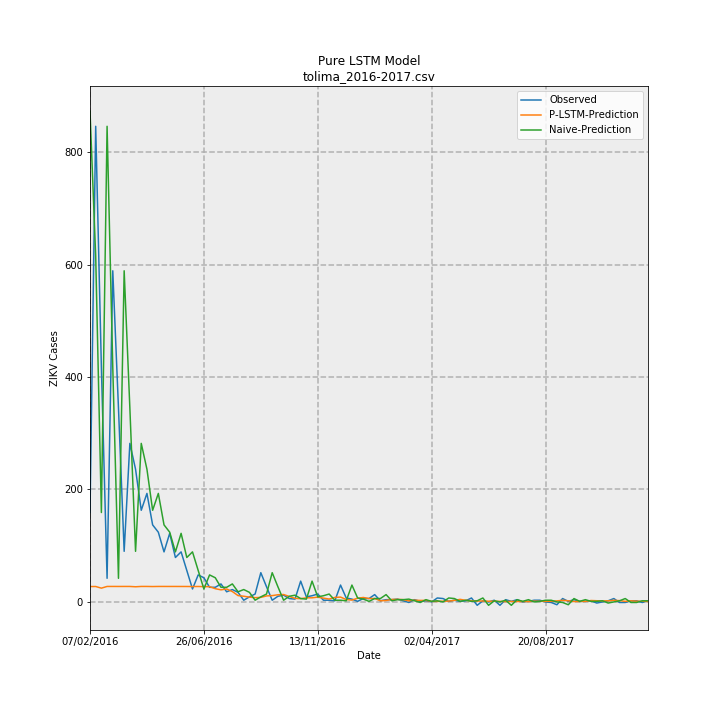 Pure LSTM Model
tolima_2016-2017.csv
Observed
P-LSTM-Prediction
Naive-Prediction
ZIKV Cases
800
600
400
200
0
07/02/2016
26/06/2016
13/11/2016
02/04/2017
20/08/2017
Date